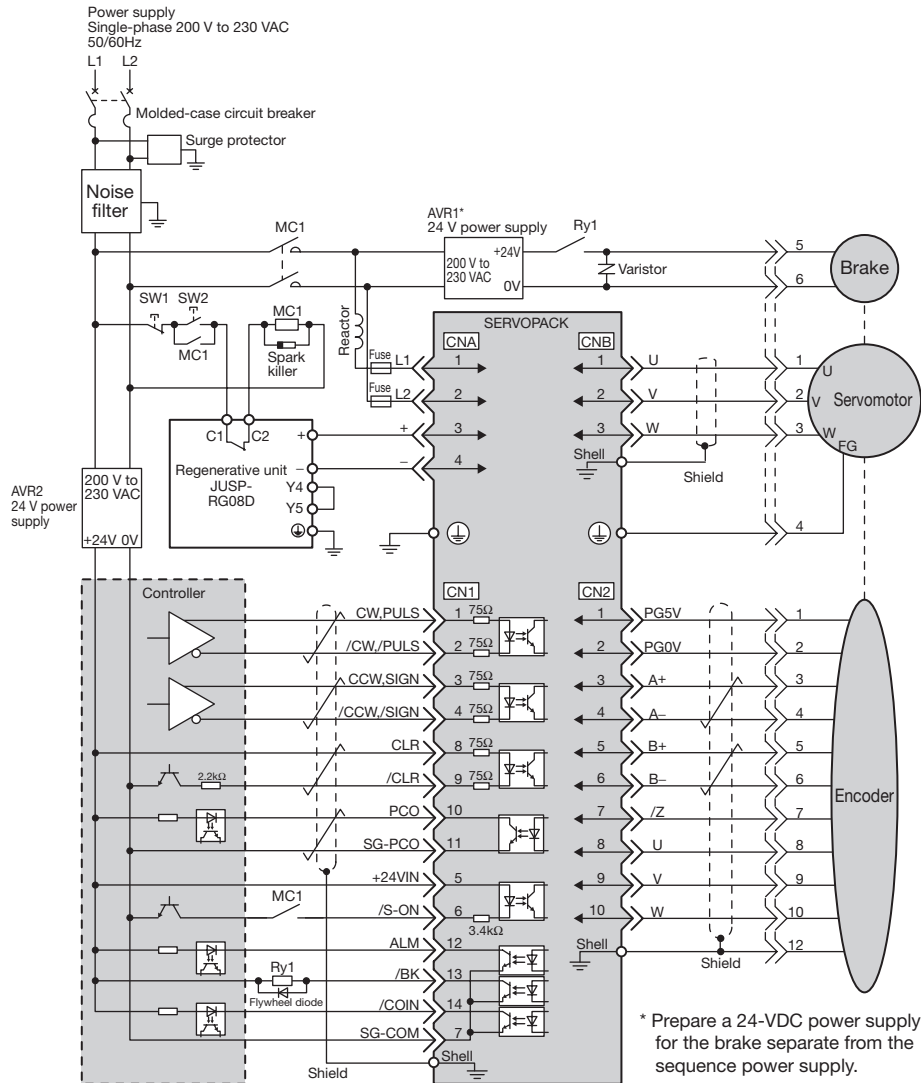 Power supply
Single-phase 200 V to 230 VAC
50/60Hz
L1 L2
Molded-case circuit breaker
Surge protector
Noise
filter
MC1
AVR1*
24 V power supply
200 V to
230 VAC
+24V
0V
Ry1
Varistor
5
6
Brake
SW1 SW2
MC1
MC1
Spark
killer
Reactor
Fuse L1
Fuse L2
SERVOPACK
CNA
1
2
+ 3
– 4
CNB
1 U 1 U
2 V 2 V
3 W 3 W
Servomotor
FG
Shell
Shield
4
C1 C2
+
–
Regenerative unit
JUSP-
RG08D
Y4
Y5
AVR2
24 V power
supply
200 V to
230 VAC
+24V 0V
Controller
CN1
CW,PULS 1 75Ω
/CW,/PULS 2 75Ω
CCW,SIGN 3 75Ω
/CCW,/SIGN 4 75Ω
CLR 8 75Ω
2.2kΩ /CLR 9 75Ω
PCO 10
SG-PCO 11
+24VIN 5
MC1 /S-ON 6
3.4kΩ
ALM 12
Ry1 /BK 13
Flywheel diode
/COIN 14
SG-COM 7
Shell
Shield
CN2
1 PG5V 1
2 PG0V 2
3 A+ 3
4 A– 4
5 B+ 5
6 B– 6
7 /Z 7
8 U 8
9 V 9
10 W 10
Shell 12
Shield
Encoder
* Prepare a 24-VDC power supply
for the brake separate from the
sequence power supply.